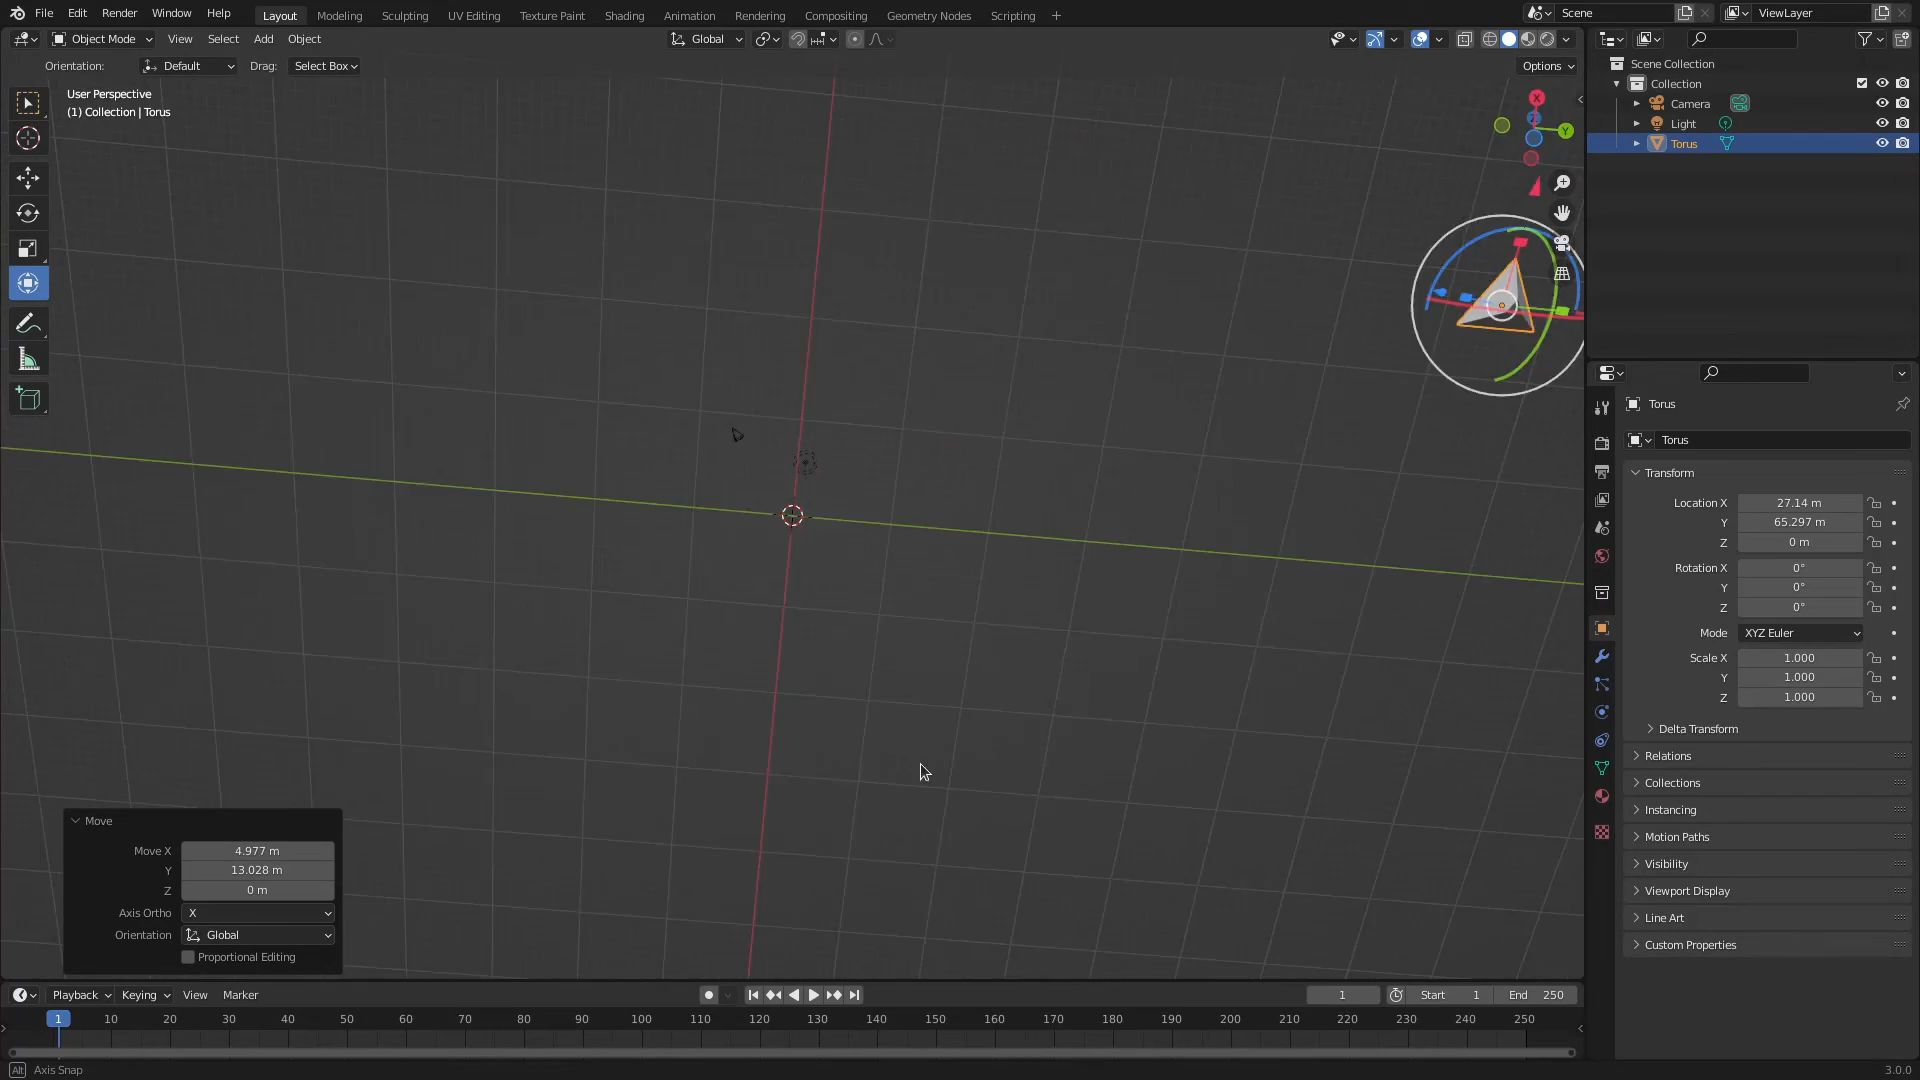 File Edit Render Window Help Layout Modeling Sculpting UV Editing Texture Paint Shading Animation Rendering Compositing Geometry Nodes Scripting + Scene ViewLayer
Object Mode View Select Add Object Global
Orientation: Default Drag: Select Box Options
User Perspective
(1) Collection | Torus
X
Y
Z
Scene Collection
Collection
Camera
Light
Torus
Torus
Torus
Transform
Location X 27.14 m
Y 65.297 m
Z 0 m
Rotation X 0°
Y 0°
Z 0°
Mode XYZ Euler
Scale X 1.000
Y 1.000
Z 1.000
Delta Transform
Relations
Collections
Instancing
Motion Paths
Visibility
Viewport Display
Line Art
Custom Properties
Move
Move X 4.977 m
Y 13.028 m
Z 0 m
Axis Ortho X
Orientation Global
Proportional Editing
Playback Keying View Marker 1 Start 1 End 250
1 10 20 30 40 50 60 70 80 90 100 110 120 130 140 150 160 170 180 190 200 210 220 230 240 250
Alt Axis Snap 3.0.0